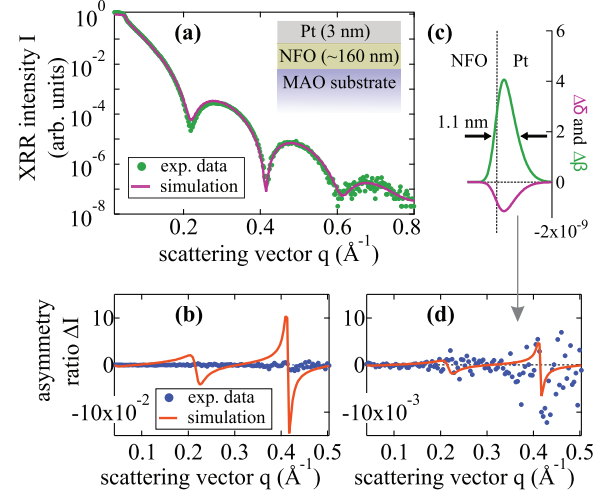 (a)
XRR intensity I
(arb. units)
10⁰
10⁻²
10⁻⁴
10⁻⁶
10⁻⁸
Pt (3 nm)
NFO (~160 nm)
MAO substrate
exp. data
simulation
0.2
0.4
0.6
0.8
scattering vector q (Å⁻¹)
(c)
NFO
Pt
1.1 nm
6
4
2
0
-2x10⁻⁹
Δδ and Δβ
(b)
asymmetry
ratio ΔI
10
0
-10x10⁻²
exp. data
simulation
0.1
0.2
0.3
0.4
0.5
scattering vector q (Å⁻¹)
(d)
10
0
-10x10⁻³
exp. data
simulation
0.1
0.2
0.3
0.4
0.5
scattering vector q (Å⁻¹)